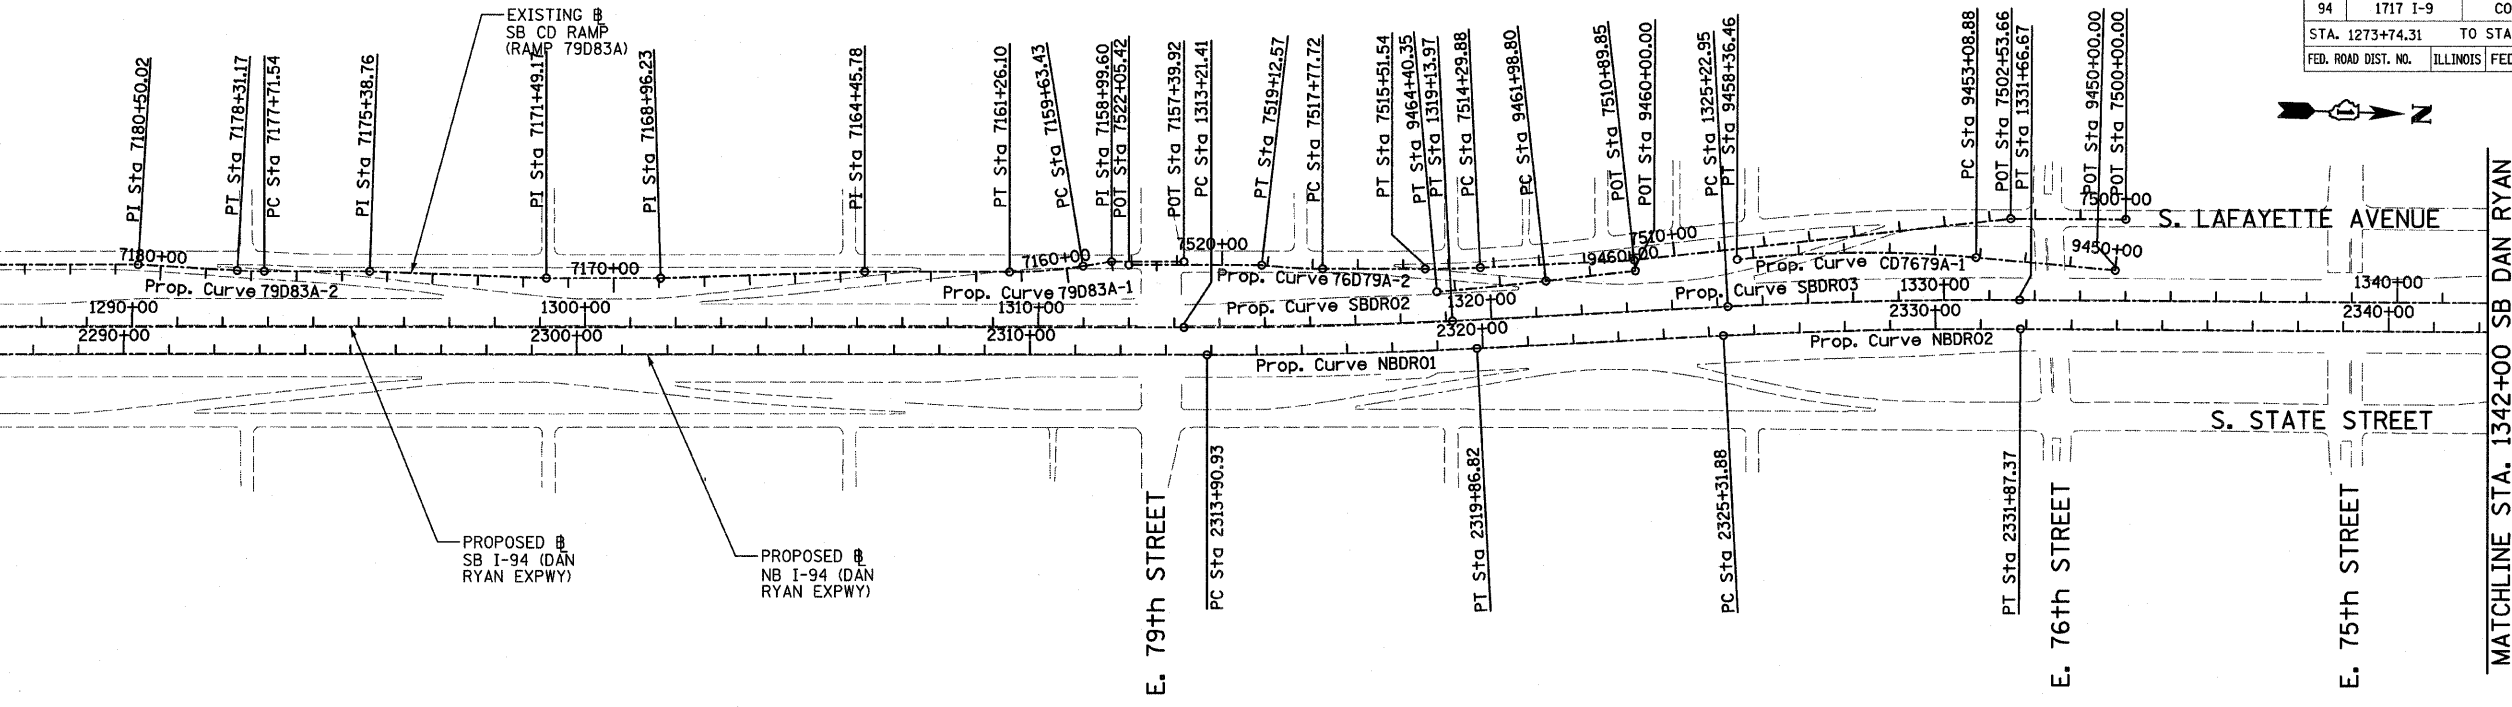 EXISTING BL
SB CD RAMP
(RAMP 79D83A)
94 1717 I-9 CO
STA. 1273+74.31 TO STA
FED. ROAD DIST. NO. ILLINOIS FED
N
PI Sta 7180+50.02
PT Sta 7178+31.17
PC Sta 7177+71.54
PI Sta 7175+38.76
PI Sta 7171+49.17
PI Sta 7168+96.23
PI Sta 7164+45.78
PT Sta 7161+26.10
PC Sta 7159+63.43
PI Sta 7158+99.60
POT Sta 7522+05.42
POT Sta 7157+39.92
PC Sta 1313+21.41
PT Sta 7519+12.57
PC Sta 7517+77.72
PT Sta 7515+51.54
PT Sta 9464+40.35
PT Sta 1319+13.97
PC Sta 7514+29.88
PC Sta 9461+98.80
POT Sta 7510+89.85
POT Sta 9460+00.00
PC Sta 1325+22.95
PT Sta 9458+36.46
PC Sta 9453+08.88
POT Sta 7502+53.66
PT Sta 1331+66.67
POT Sta 9450+00.00
POT Sta 7500+00.00
7180+00
7170+00
7160+00
7520+00
7510+00
7500+00
S. LAFAYETTE AVENUE
9460+00
9450+00
Prop. Curve 79D83A-2
Prop. Curve 79D83A-1
Prop. Curve 76D79A-2
Prop. Curve CD7679A-1
Prop. Curve SBDR02
Prop. Curve SBDR03
1290+00
1300+00
1310+00
1320+00
1330+00
1340+00
2290+00
2300+00
2310+00
2320+00
2330+00
2340+00
Prop. Curve NBDR01
Prop. Curve NBDR02
S. STATE STREET
PC Sta 2313+90.93
PT Sta 2319+86.82
PC Sta 2325+31.88
PT Sta 2331+87.37
PROPOSED BL
SB I-94 (DAN
RYAN EXPWY)
PROPOSED BL
NB I-94 (DAN
RYAN EXPWY)
E. 79th STREET
E. 76th STREET
E. 75th STREET
MATCHLINE STA. 1342+00 SB DAN RYAN